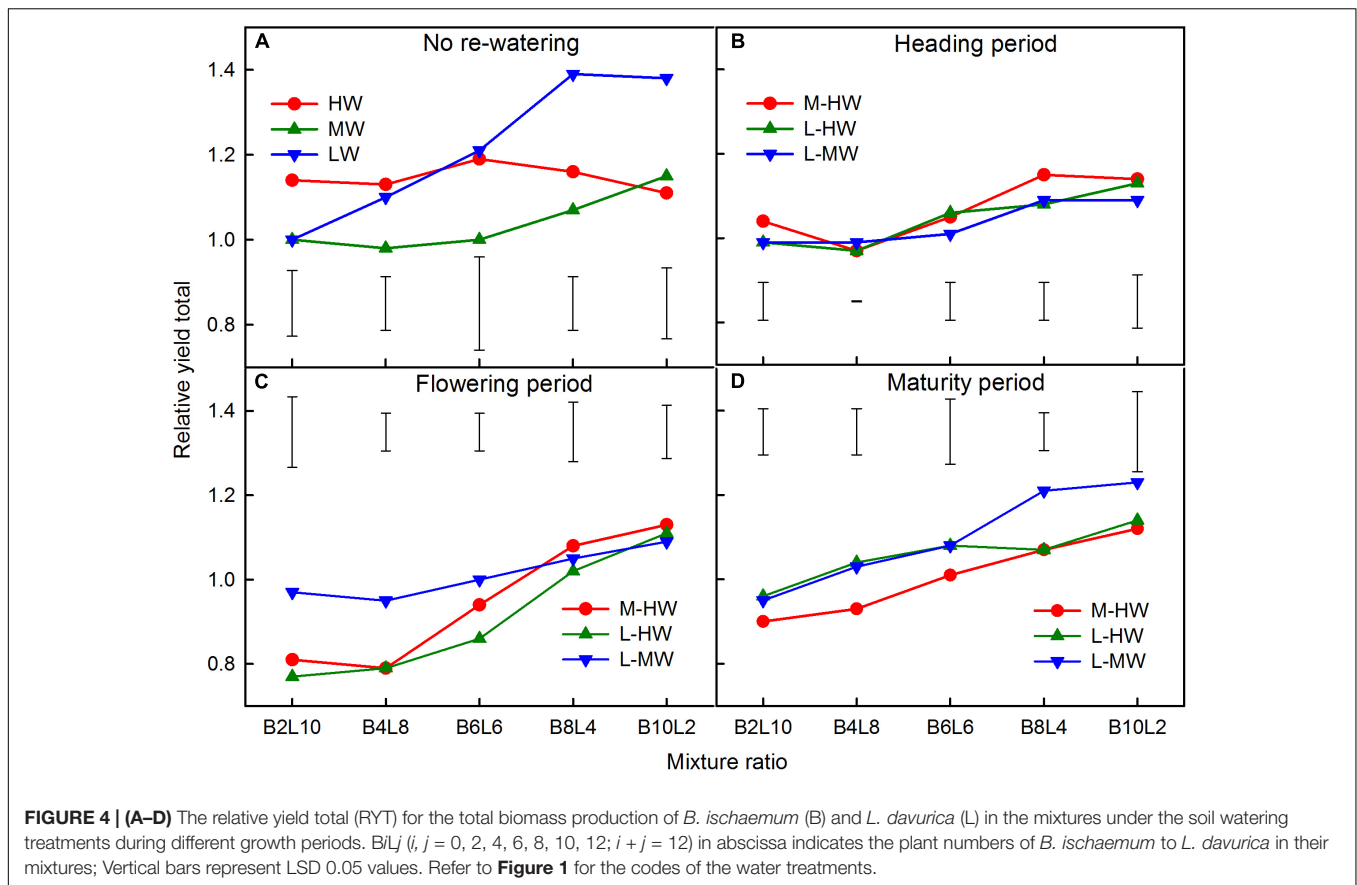 A
No re-watering
HW
MW
LW
B
Heading period
M-HW
L-HW
L-MW
1.4
1.2
1.0
0.8
C
Flowering period
M-HW
L-HW
L-MW
D
Maturity period
M-HW
L-HW
L-MW
1.4
1.2
1.0
0.8
Relative yield total
B2L10 B4L8 B6L6 B8L4 B10L2
B2L10 B4L8 B6L6 B8L4 B10L2
Mixture ratio
FIGURE 4 | (A–D) The relative yield total (RYT) for the total biomass production of B. ischaemum (B) and L. davurica (L) in the mixtures under the soil watering
treatments during different growth periods. BiLj (i, j = 0, 2, 4, 6, 8, 10, 12; i + j = 12) in abscissa indicates the plant numbers of B. ischaemum to L. davurica in their
mixtures; Vertical bars represent LSD 0.05 values. Refer to Figure 1 for the codes of the water treatments.